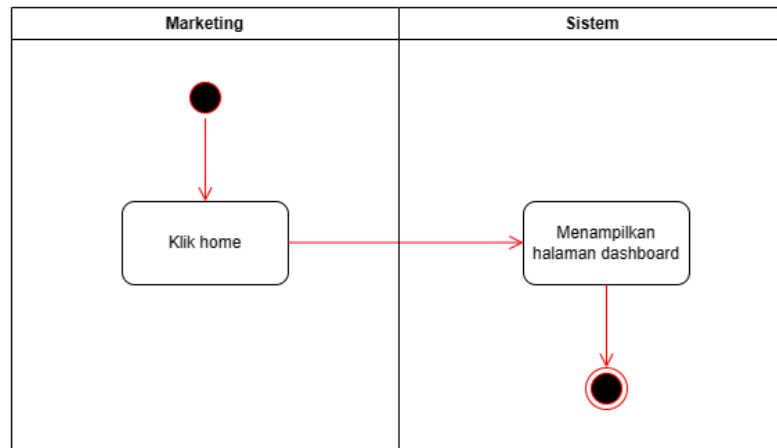 Marketing
Sistem
Klik home
Menampilkan
halaman dashboard